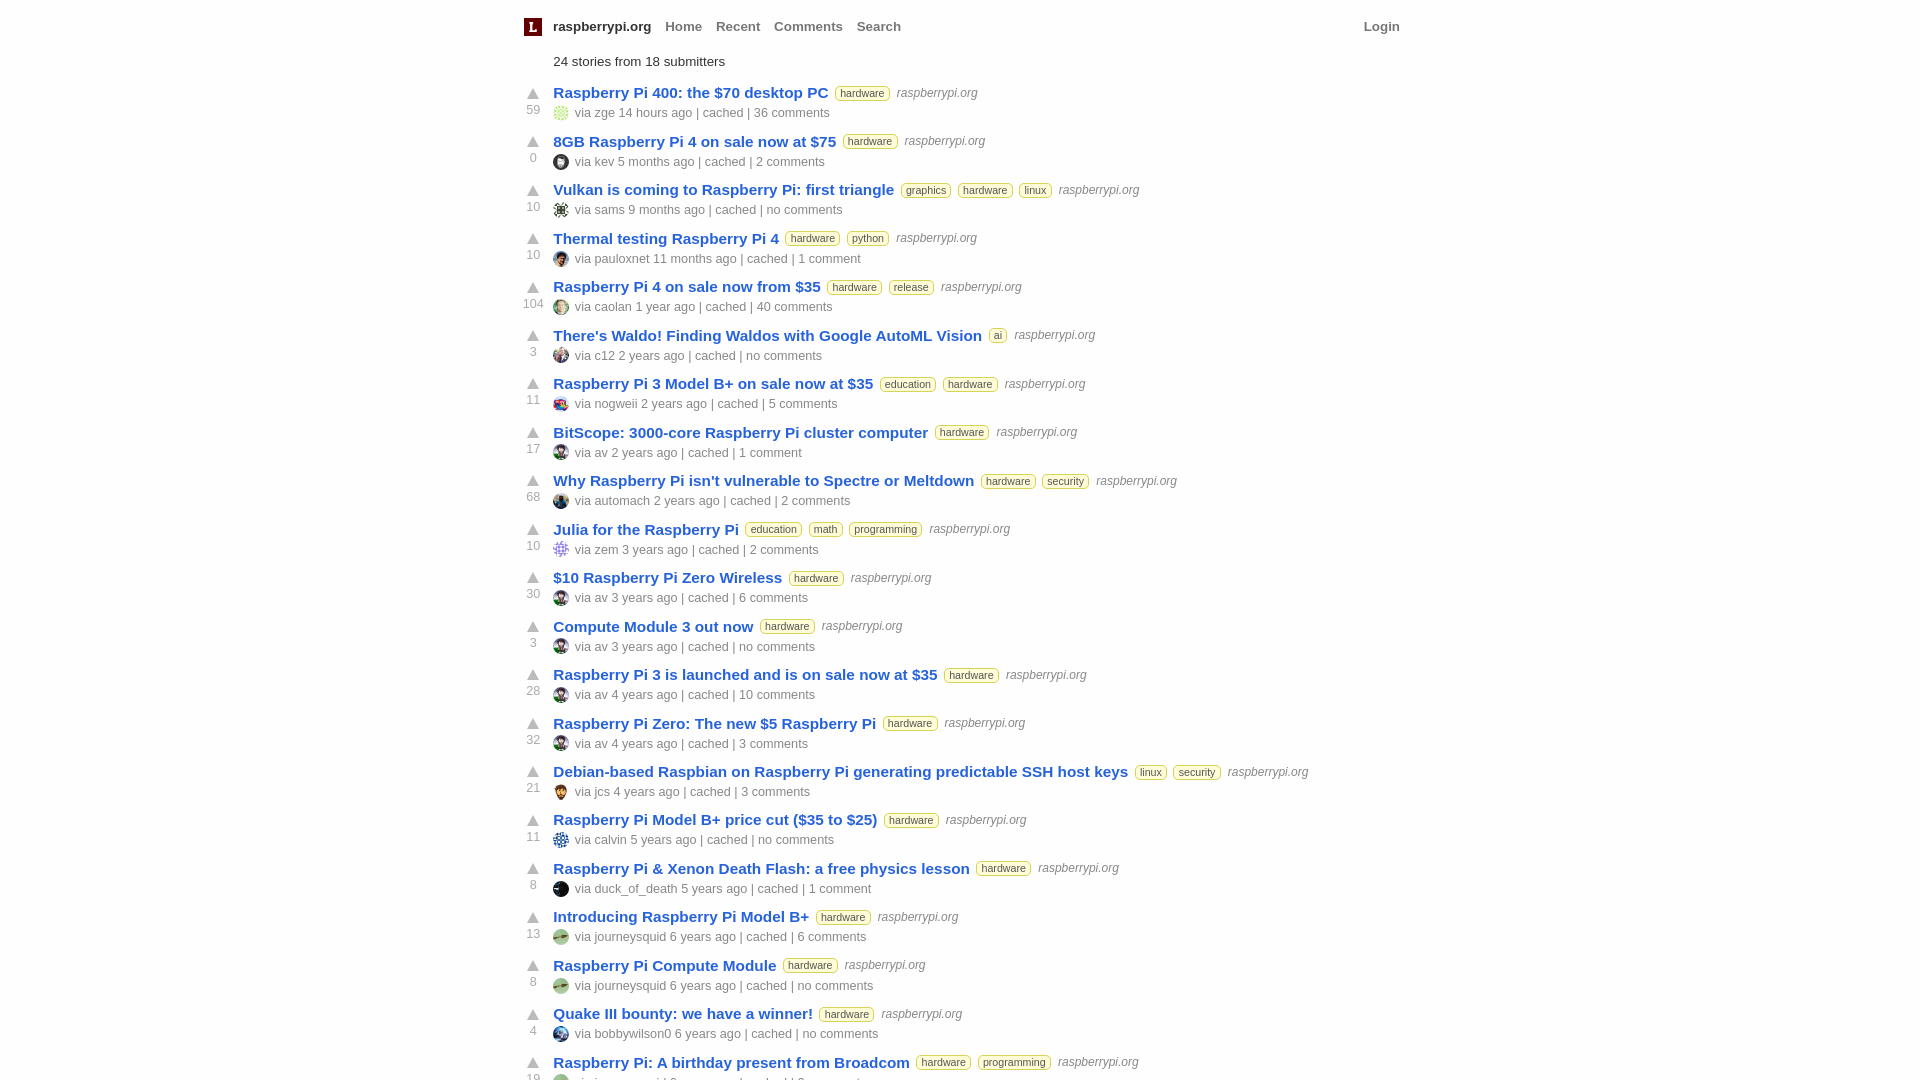 L raspberrypi.org Home Recent Comments Search Login
24 stories from 18 submitters
Raspberry Pi 400: the $70 desktop PC hardware raspberrypi.org
59 via zge 14 hours ago | cached | 36 comments
8GB Raspberry Pi 4 on sale now at $75 hardware raspberrypi.org
0 via kev 5 months ago | cached | 2 comments
Vulkan is coming to Raspberry Pi: first triangle graphics hardware linux raspberrypi.org
10 via sams 9 months ago | cached | no comments
Thermal testing Raspberry Pi 4 hardware python raspberrypi.org
10 via pauloxnet 11 months ago | cached | 1 comment
Raspberry Pi 4 on sale now from $35 hardware release raspberrypi.org
104 via caolan 1 year ago | cached | 40 comments
There's Waldo! Finding Waldos with Google AutoML Vision ai raspberrypi.org
3 via c12 2 years ago | cached | no comments
Raspberry Pi 3 Model B+ on sale now at $35 education hardware raspberrypi.org
11 via nogweii 2 years ago | cached | 5 comments
BitScope: 3000-core Raspberry Pi cluster computer hardware raspberrypi.org
17 via av 2 years ago | cached | 1 comment
Why Raspberry Pi isn't vulnerable to Spectre or Meltdown hardware security raspberrypi.org
68 via automach 2 years ago | cached | 2 comments
Julia for the Raspberry Pi education math programming raspberrypi.org
10 via zem 3 years ago | cached | 2 comments
$10 Raspberry Pi Zero Wireless hardware raspberrypi.org
30 via av 3 years ago | cached | 6 comments
Compute Module 3 out now hardware raspberrypi.org
3 via av 3 years ago | cached | no comments
Raspberry Pi 3 is launched and is on sale now at $35 hardware raspberrypi.org
28 via av 4 years ago | cached | 10 comments
Raspberry Pi Zero: The new $5 Raspberry Pi hardware raspberrypi.org
32 via av 4 years ago | cached | 3 comments
Debian-based Raspbian on Raspberry Pi generating predictable SSH host keys linux security raspberrypi.org
21 via jcs 4 years ago | cached | 3 comments
Raspberry Pi Model B+ price cut ($35 to $25) hardware raspberrypi.org
11 via calvin 5 years ago | cached | no comments
Raspberry Pi & Xenon Death Flash: a free physics lesson hardware raspberrypi.org
8 via duck_of_death 5 years ago | cached | 1 comment
Introducing Raspberry Pi Model B+ hardware raspberrypi.org
13 via journeysquid 6 years ago | cached | 6 comments
Raspberry Pi Compute Module hardware raspberrypi.org
8 via journeysquid 6 years ago | cached | no comments
Quake III bounty: we have a winner! hardware raspberrypi.org
4 via bobbywilson0 6 years ago | cached | no comments
Raspberry Pi: A birthday present from Broadcom hardware programming raspberrypi.org
19